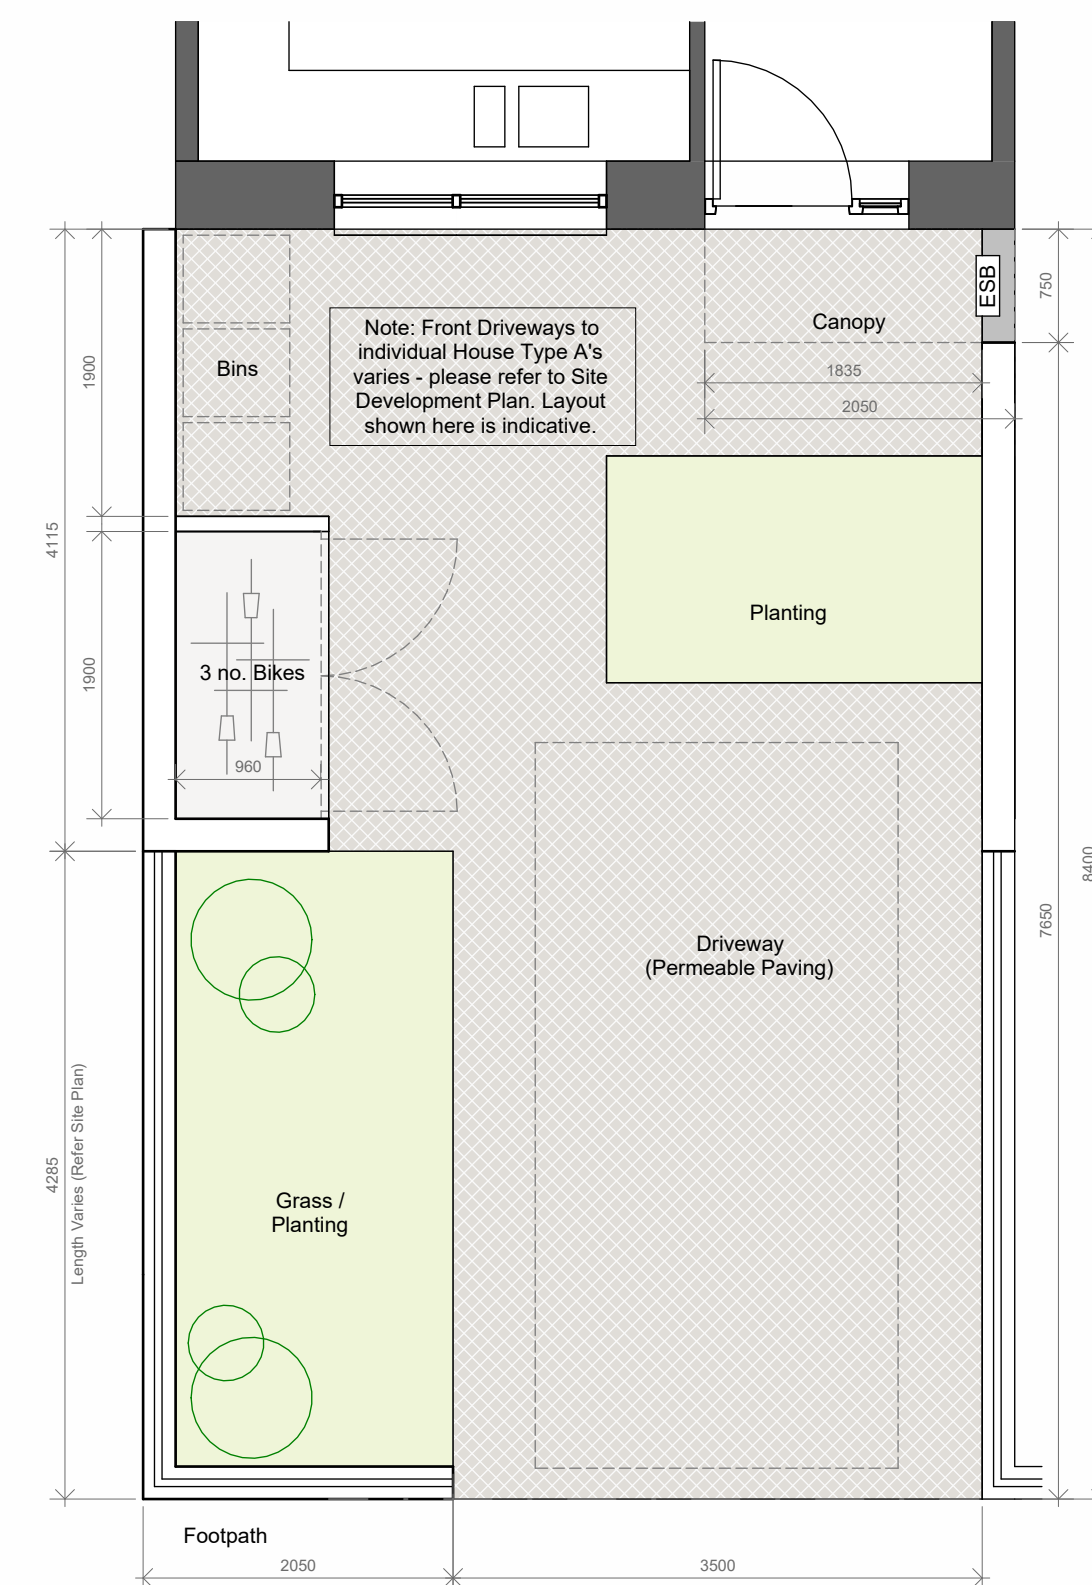 ESB
750
Canopy
Note: Front Driveways to
individual House Type A's
varies - please refer to Site
Development Plan. Layout
shown here is indicative.
Bins
1900
1835
2050
4115
Planting
3 no. Bikes
1900
960
8400
7650
Driveway
(Permeable Paving)
4285
Length Varies (Refer Site Plan)
Grass /
Planting
Footpath
2050
3500